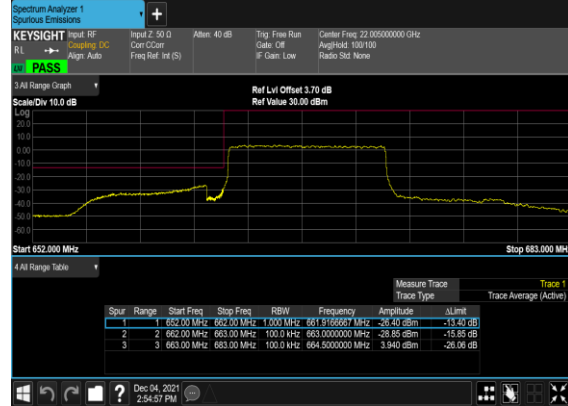 Spectrum Analyzer 1
Spurious Emissions
+
KEYSIGHT Input: RF Input Z: 50 Ω Atten: 40 dB Trig: Free Run Center Freq: 22.005000000 GHz
RL Coupling: DC Corr CCorr Gate: Off Avg|Hold: 100/100
Align: Auto Freq Ref: Int (S) IF Gain: Low Radio Std: None
PASS
3 All Range Graph
Ref Lvl Offset 3.70 dB
Scale/Div 10.0 dB Ref Value 30.00 dBm
Log
20.0
10.0
0.00
-10.0
-20.0
-30.0
-40.0
-50.0
-60.0
Start 652.000 MHz Stop 683.000 MHz
4 All Range Table
Measure Trace Trace 1
Trace Type Trace Average (Active)
Spur Range Start Freq Stop Freq RBW Frequency Amplitude ΔLimit
1 1 652.00 MHz 662.00 MHz 1.000 MHz 661.9166667 MHz -26.40 dBm -13.40 dB
2 2 662.00 MHz 663.00 MHz 100.0 kHz 663.0000000 MHz -28.85 dBm -15.85 dB
3 3 663.00 MHz 683.00 MHz 100.0 kHz 664.5000000 MHz 3.940 dBm -26.06 dB
? Dec 04, 2021
2:54:57 PM